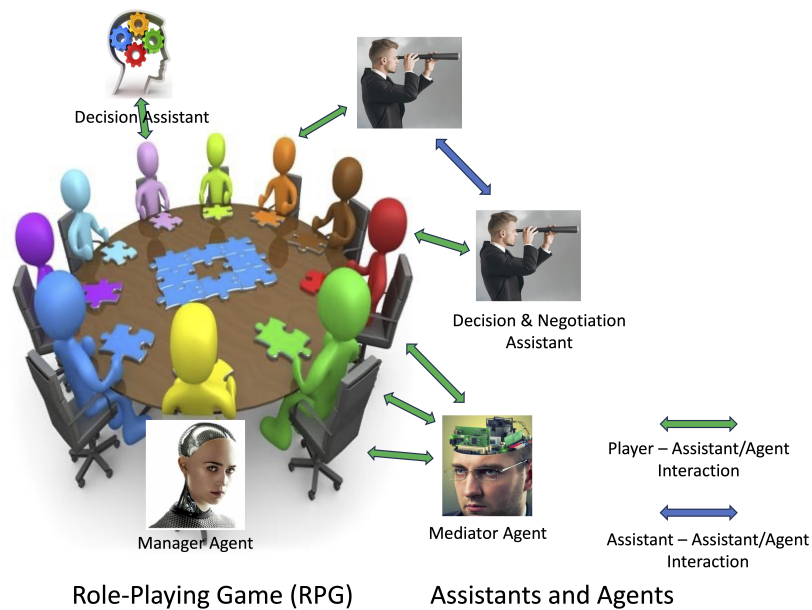 Decision Assistant
Decision & Negotiation
Assistant
Player – Assistant/Agent
Interaction
Mediator Agent
Manager Agent
Assistant – Assistant/Agent
Interaction
Role-Playing Game (RPG)
Assistants and Agents